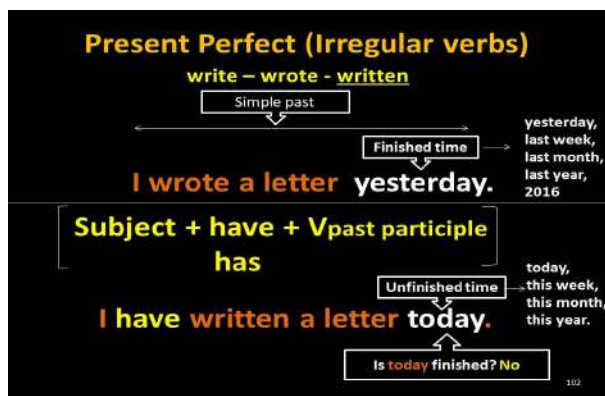 Present Perfect (Irregular verbs)
write – wrote - written
Simple past
Finished time
yesterday,
last week,
last month,
last year,
2016
I wrote a letter yesterday.
Subject + have + Vpast participle
has
Unfinished time
today,
this week,
this month,
this year.
I have written a letter today.
Is today finished? No
102